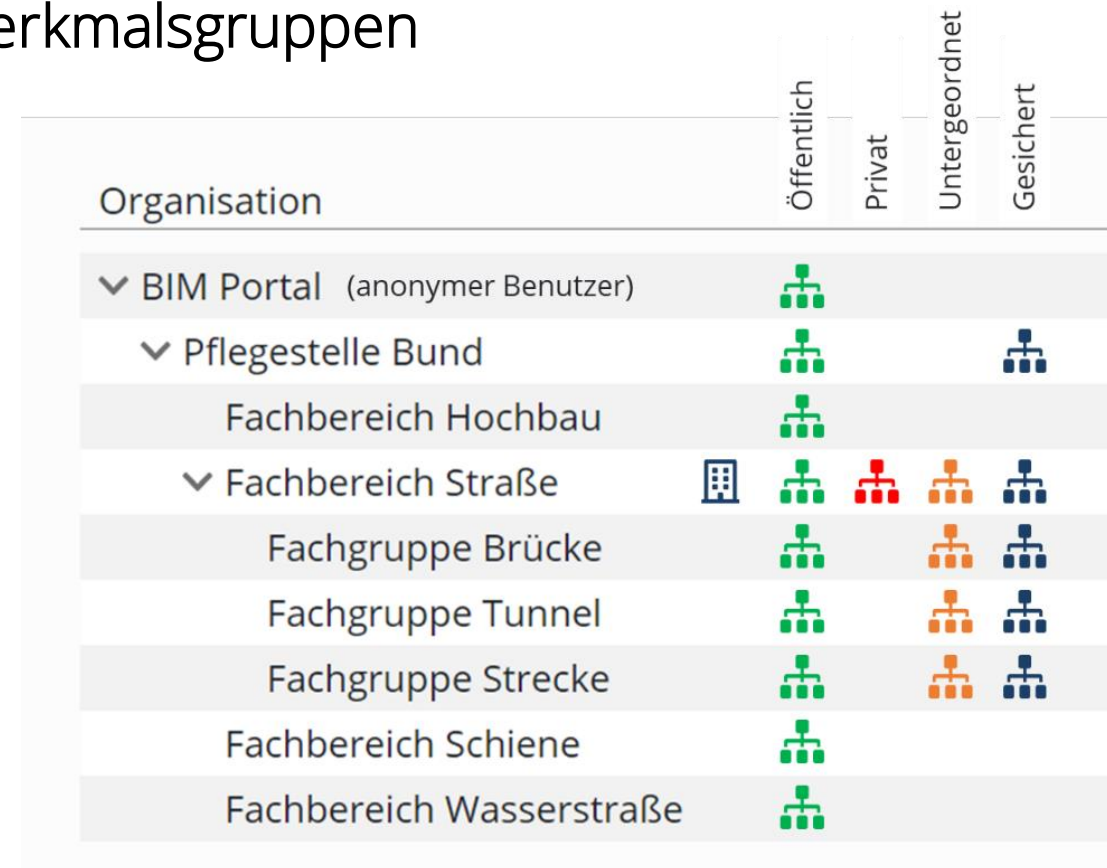 erkmalsgruppen
Öffentlich
Privat
Untergeordnet
Gesichert
Organisation
BIM Portal (anonymer Benutzer)
Pflegestelle Bund
Fachbereich Hochbau
Fachbereich Straße
Fachgruppe Brücke
Fachgruppe Tunnel
Fachgruppe Strecke
Fachbereich Schiene
Fachbereich Wasserstraße